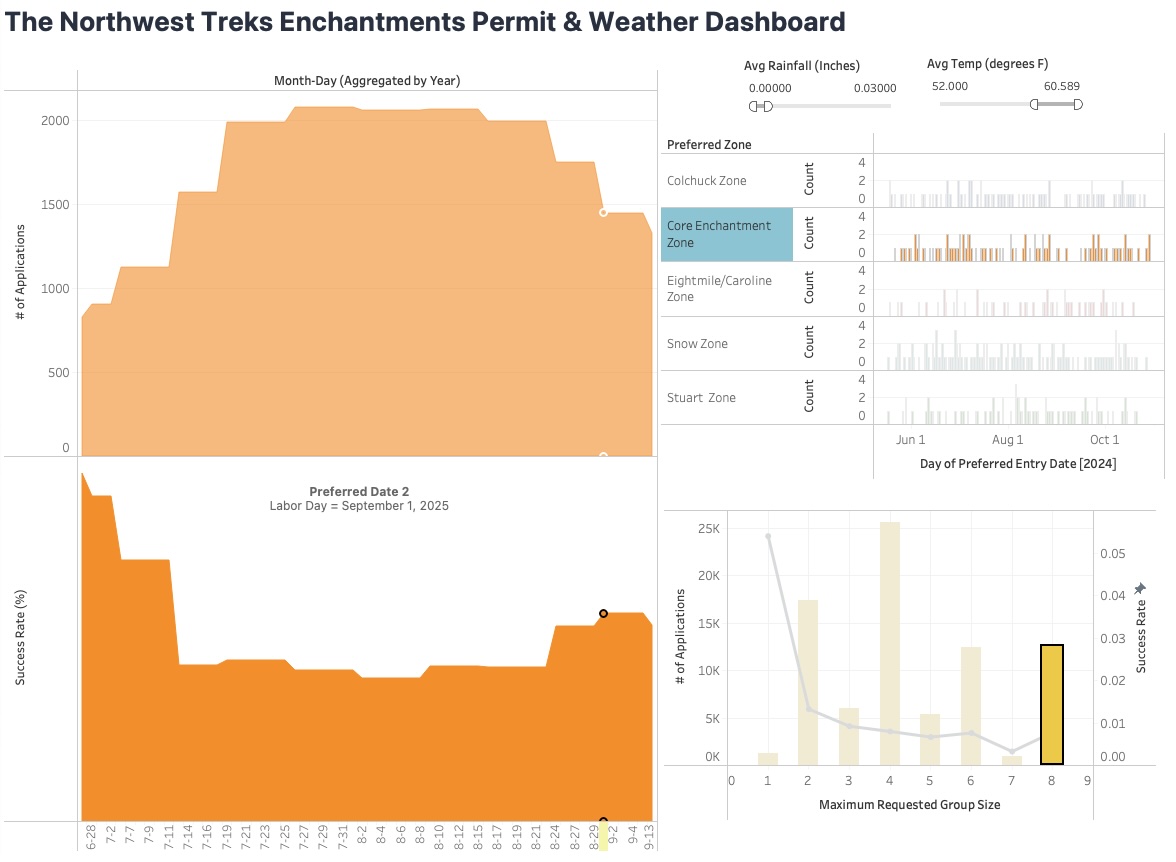 The Northwest Treks Enchantments Permit & Weather Dashboard
Month-Day (Aggregated by Year)
2000
1500
1000
500
0
# of Applications
Preferred Date 2
Labor Day = September 1, 2025
Success Rate (%)
6-28
7-2
7-7
7-9
7-11
7-14
7-16
7-19
7-21
7-23
7-25
7-27
7-29
7-31
8-2
8-4
8-6
8-8
8-10
8-12
8-15
8-17
8-19
8-21
8-24
8-27
8-29
9-2
9-4
9-13
Avg Rainfall (Inches)
0.00000 0.03000
Avg Temp (degrees F)
52.000 60.589
Preferred Zone
Colchuck Zone
Count
4
2
0
Core Enchantment
Zone
Count
4
2
0
Eightmile/Caroline
Zone
Count
4
2
0
Snow Zone
Count
4
2
0
Stuart Zone
Count
4
2
0
Jun 1 Aug 1 Oct 1
Day of Preferred Entry Date [2024]
25K
20K
15K
10K
5K
0K
# of Applications
0.05
0.04
0.03
0.02
0.01
0.00
Success Rate
0 1 2 3 4 5 6 7 8 9
Maximum Requested Group Size